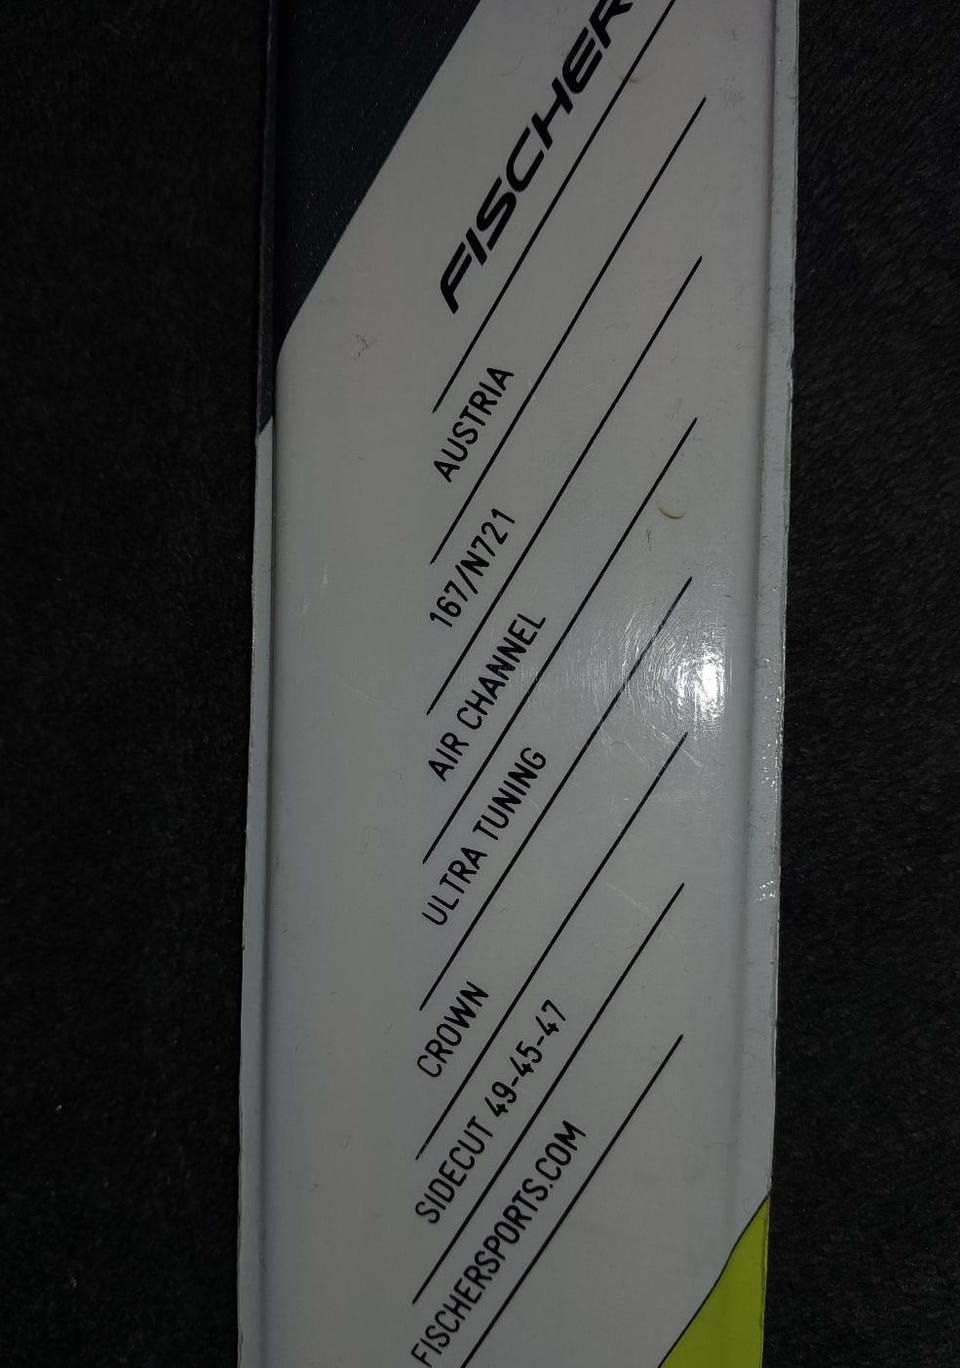 FISCHER
AUSTRIA
167/N721
AIR CHANNEL
ULTRA TUNING
CROWN
SIDECUT 49-45-47
FISCHERSPORTS.COM